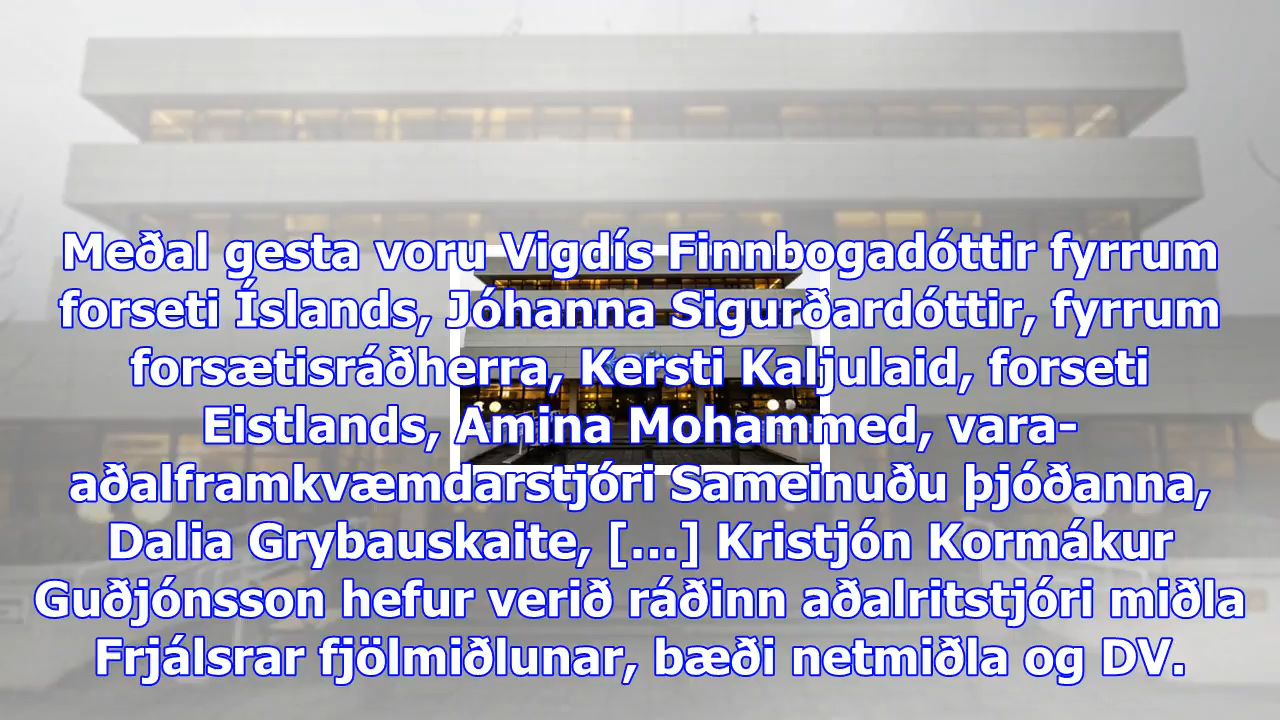 Meðal gesta voru Vigdís Finnbogadóttir fyrrum
forseti Íslands, Jóhanna Sigurðardóttir, fyrrum
forsætisráðherra, Kersti Kaljulaid, forseti
Eistlands, Amina Mohammed, vara-
aðalframkvæmdarstjóri Sameinuðu þjóðanna,
Dalia Grybauskaite, […] Kristjón Kormákur
Guðjónsson hefur verið ráðinn aðalritstjóri miðla
Frjálsrar fjölmiðlunar, bæði netmiðla og DV.